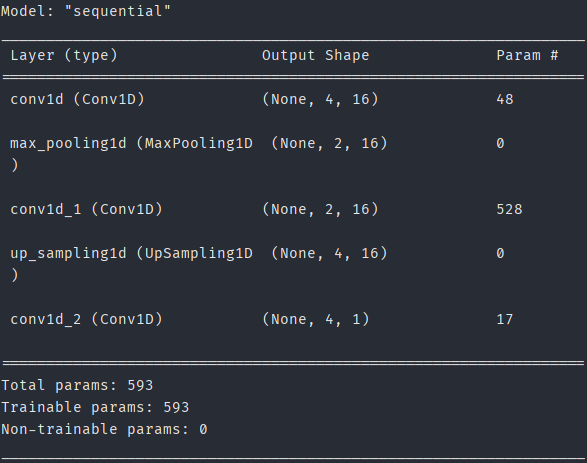 Model: "sequential"
_________________________________________________________________
Layer (type) Output Shape Param #
=================================================================
conv1d (Conv1D) (None, 4, 16) 48
max_pooling1d (MaxPooling1D (None, 2, 16) 0
)
conv1d_1 (Conv1D) (None, 2, 16) 528
up_sampling1d (UpSampling1D (None, 4, 16) 0
)
conv1d_2 (Conv1D) (None, 4, 1) 17
=================================================================
Total params: 593
Trainable params: 593
Non-trainable params: 0
_________________________________________________________________